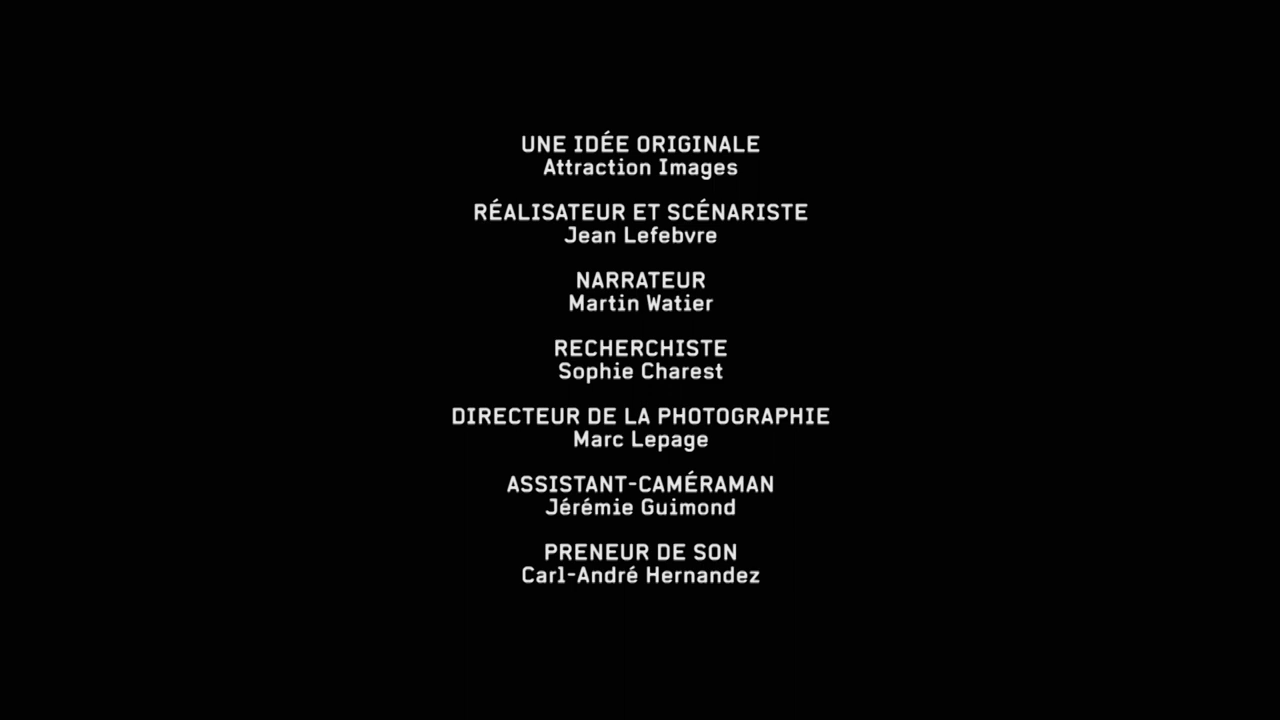 UNE IDÉE ORIGINALE
Attraction Images
RÉALISATEUR ET SCÉNARISTE
Jean Lefebvre
NARRATEUR
Martin Watier
RECHERCHISTE
Sophie Charest
DIRECTEUR DE LA PHOTOGRAPHIE
Marc Lepage
ASSISTANT-CAMÉRAMAN
Jérémie Guimond
PRENEUR DE SON
Carl-André Hernandez